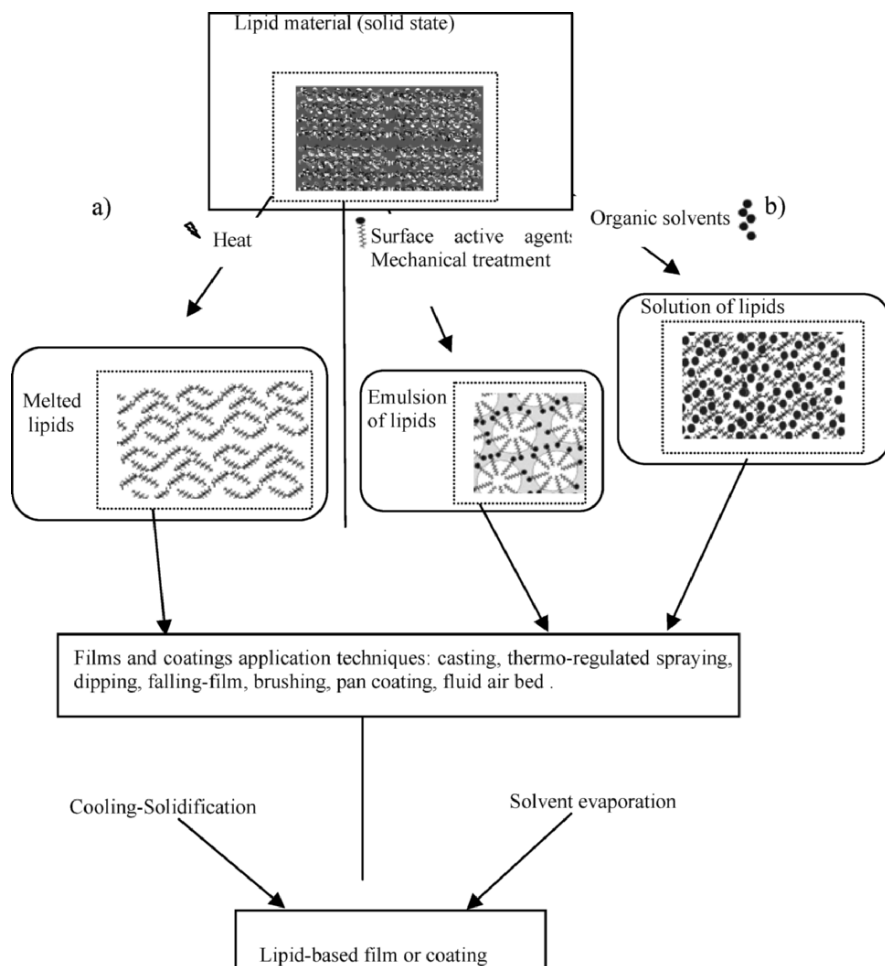 Lipid material (solid state)
a)
Heat
Surface active agents
Mechanical treatment
Organic solvents
b)
Solution of lipids
Melted
lipids
Emulsion
of lipids
Films and coatings application techniques: casting, thermo-regulated spraying,
dipping, falling-film, brushing, pan coating, fluid air bed .
Cooling-Solidification
Solvent evaporation
Lipid-based film or coating